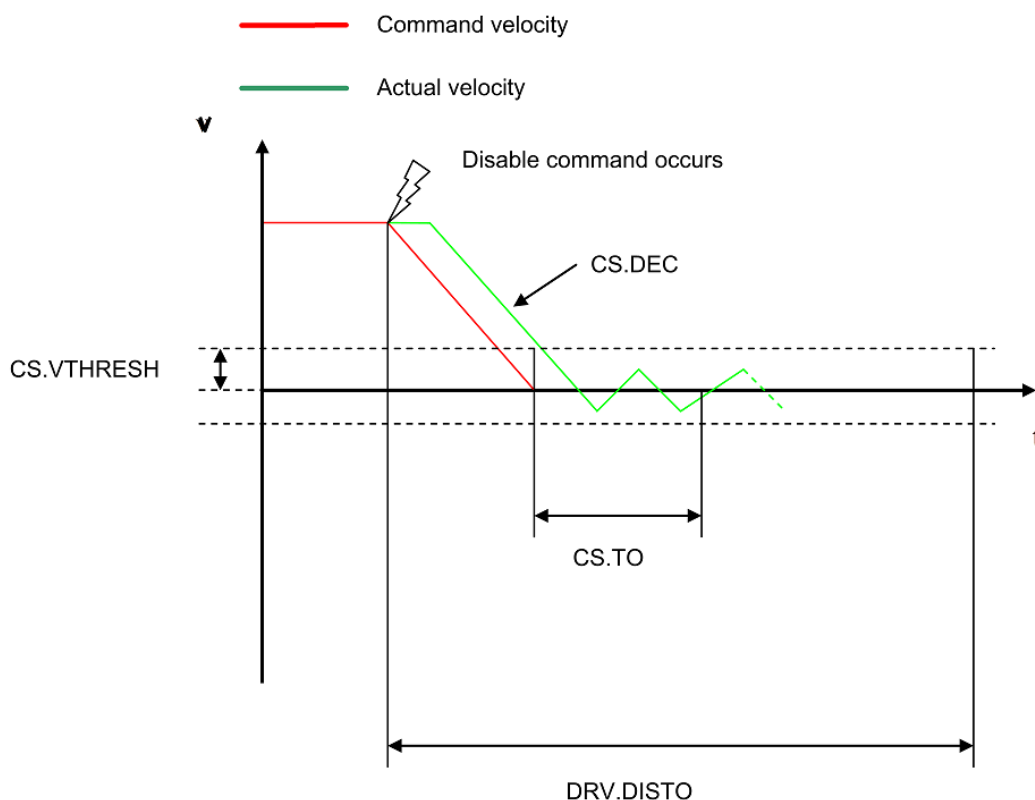 Command velocity
Actual velocity
v
Disable command occurs
CS.DEC
CS.VTHRESH
t
CS.TO
DRV.DISTO